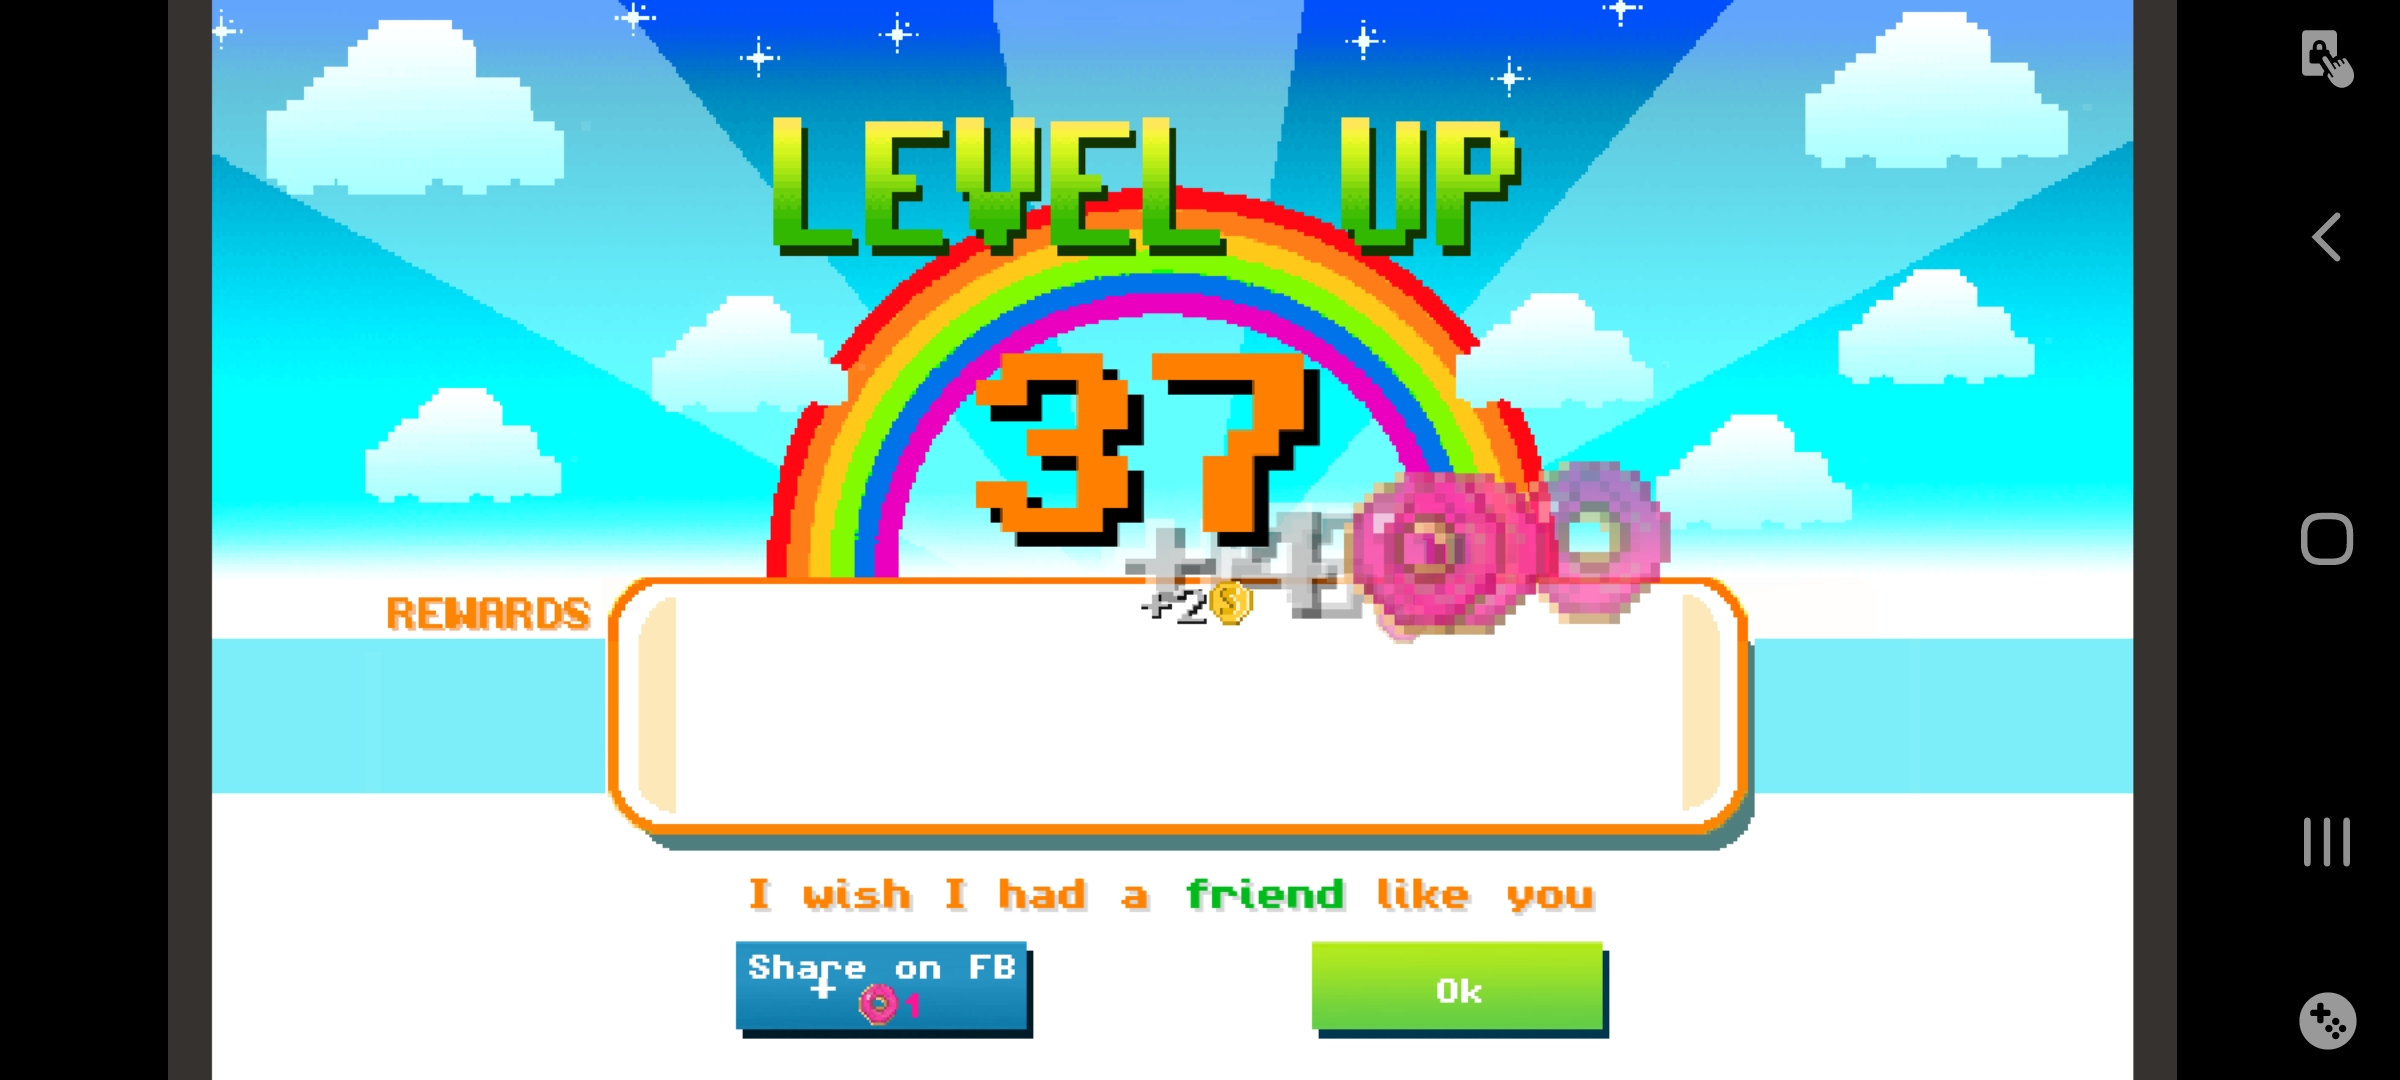 LEVEL UP
37
REWARDS
+2
I wish I had a friend like you
Share on FB
+ 1
Ok